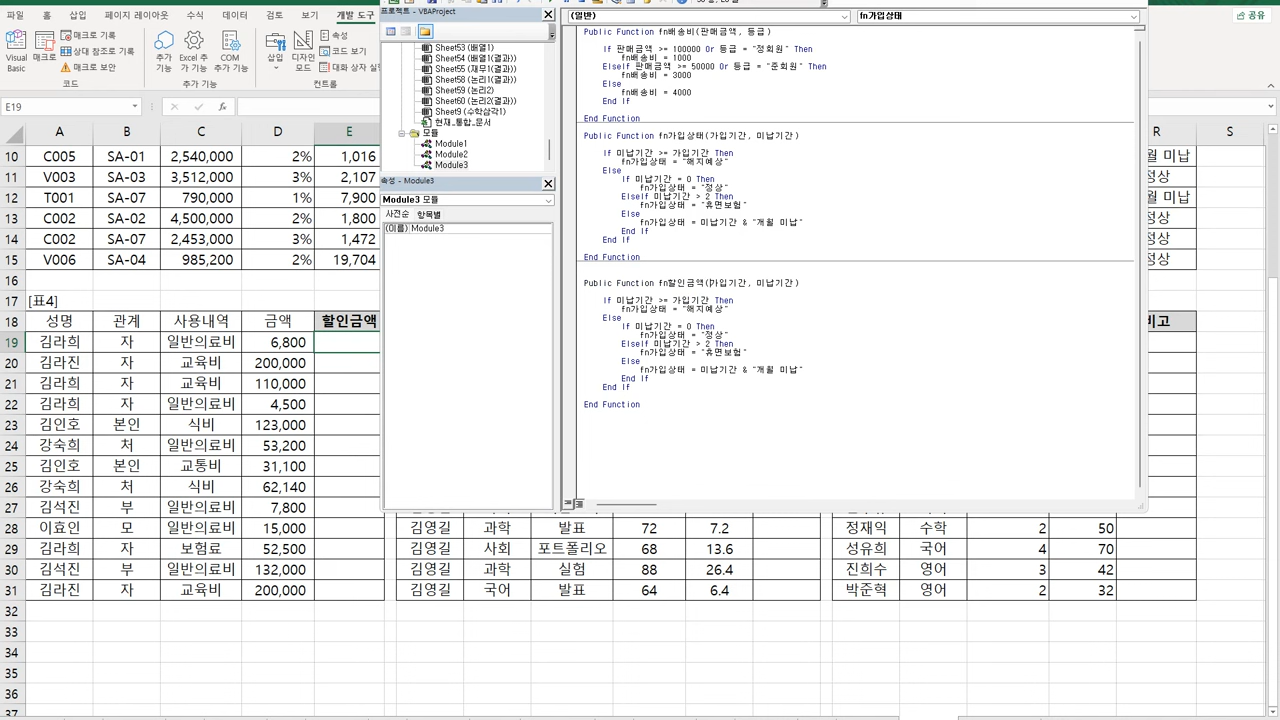 파일 삽입 페이지 레이아웃 수식 데이터 검토 보기 개발 도구 공유
Visual Basic 매크로 매크로 기록 상대 참조로 기록 매크로 보안
추가 기능 Excel 추가 기능 COM 추가 기능
삽입 디자인 모드 속성 코드 보기 대화 상자 실행
코드 추가 기능 컨트롤
E19 fx
A B C D E R S
10 C005 SA-01 2,540,000 2% 1,016 월 미납
11 V003 SA-03 3,512,000 3% 2,107 정상
12 T001 SA-07 790,000 1% 7,900 월 미납
13 C002 SA-02 4,500,000 2% 1,800 정상
14 C002 SA-07 2,453,000 3% 1,472 정상
15 V006 SA-04 985,200 2% 19,704 정상
16
17 [표4]
18 성명 관계 사용내역 금액 할인금액 비고
19 김라희 자 일반의료비 6,800
20 김라진 자 교육비 200,000
21 김라희 자 교육비 110,000
22 김라희 자 일반의료비 4,500
23 김인호 본인 식비 123,000
24 강숙희 처 일반의료비 53,200
25 김인호 본인 교통비 31,100
26 강숙희 처 식비 62,140
27 김석진 부 일반의료비 7,800
28 이효인 모 일반의료비 15,000 김영길 과학 발표 72 7.2 정재익 수학 2 50
29 김라희 자 보험료 52,500 김영길 사회 포트폴리오 68 13.6 성유희 국어 4 70
30 김석진 부 일반의료비 132,000 김영길 과학 실험 88 26.4 진희수 영어 3 42
31 김라진 자 교육비 200,000 김영길 국어 발표 64 6.4 박준혁 영어 2 32
32
33
34
35
36
37
프로젝트 - VBAProject
Sheet53 (배열1)
Sheet54 (배열1(결과))
Sheet55 (재무1(결과))
Sheet58 (논리1(결과))
Sheet59 (논리2)
Sheet60 (논리2(결과))
Sheet9 (수학삼각1)
현재_통합_문서
모듈
Module1
Module2
Module3
속성 - Module3
Module3 모듈
사전순 항목별
(이름) Module3
(일반) fn가입상태
Public Function fn배송비(판매금액, 등급)
If 판매금액 >= 100000 Or 등급 = "정회원" Then
fn배송비 = 1000
ElseIf 판매금액 >= 50000 Or 등급 = "준회원" Then
fn배송비 = 3000
Else
fn배송비 = 4000
End If
End Function
Public Function fn가입상태(가입기간, 미납기간)
If 미납기간 >= 가입기간 Then
fn가입상태 = "해지예상"
Else
If 미납기간 = 0 Then
fn가입상태 = "정상"
ElseIf 미납기간 > 2 Then
fn가입상태 = "휴면보험"
Else
fn가입상태 = 미납기간 & "개월 미납"
End If
End If
End Function
Public Function fn할인금액(가입기간, 미납기간)
If 미납기간 >= 가입기간 Then
fn가입상태 = "해지예상"
Else
If 미납기간 = 0 Then
fn가입상태 = "정상"
ElseIf 미납기간 > 2 Then
fn가입상태 = "휴면보험"
Else
fn가입상태 = 미납기간 & "개월 미납"
End If
End If
End Function